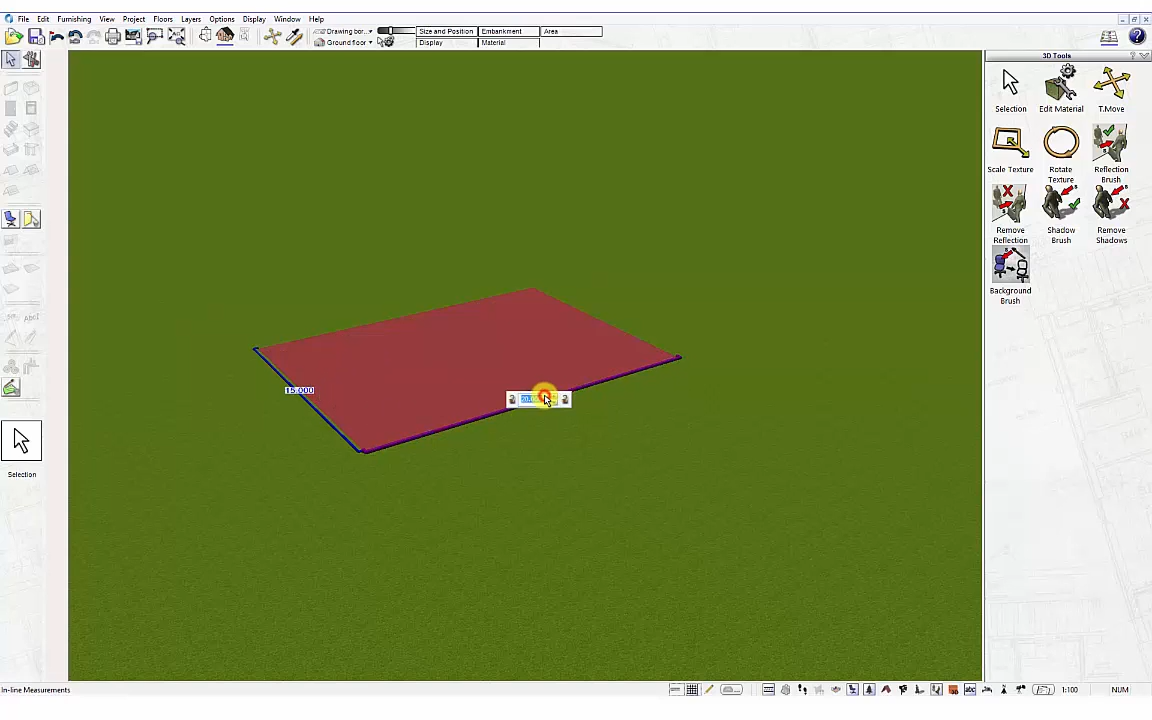 File Edit Furnishing View Project Floors Layers Options Display Window Help
Drawing bor... Size and Position Embankment Area
Ground floor Display Material
3D Tools
Selection Edit Material T.Move
Scale Texture Rotate Texture Reflection Brush
Remove Reflection Shadow Brush Remove Shadows
Background Brush
15.000
Selection
In-line Measurements 1:100 NUM